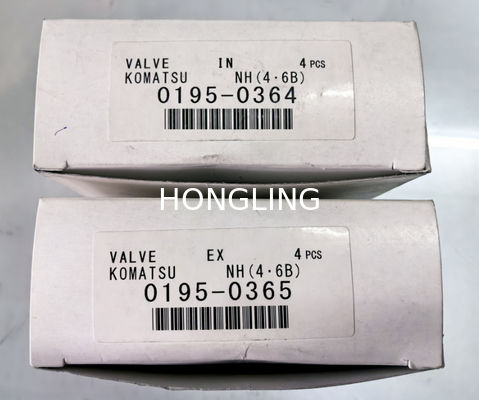 VALVE IN 4 PCS
KOMATSU NH(4·6B)
0195-0364
HONGLING
VALVE EX 4 PCS
KOMATSU NH(4·6B)
0195-0365